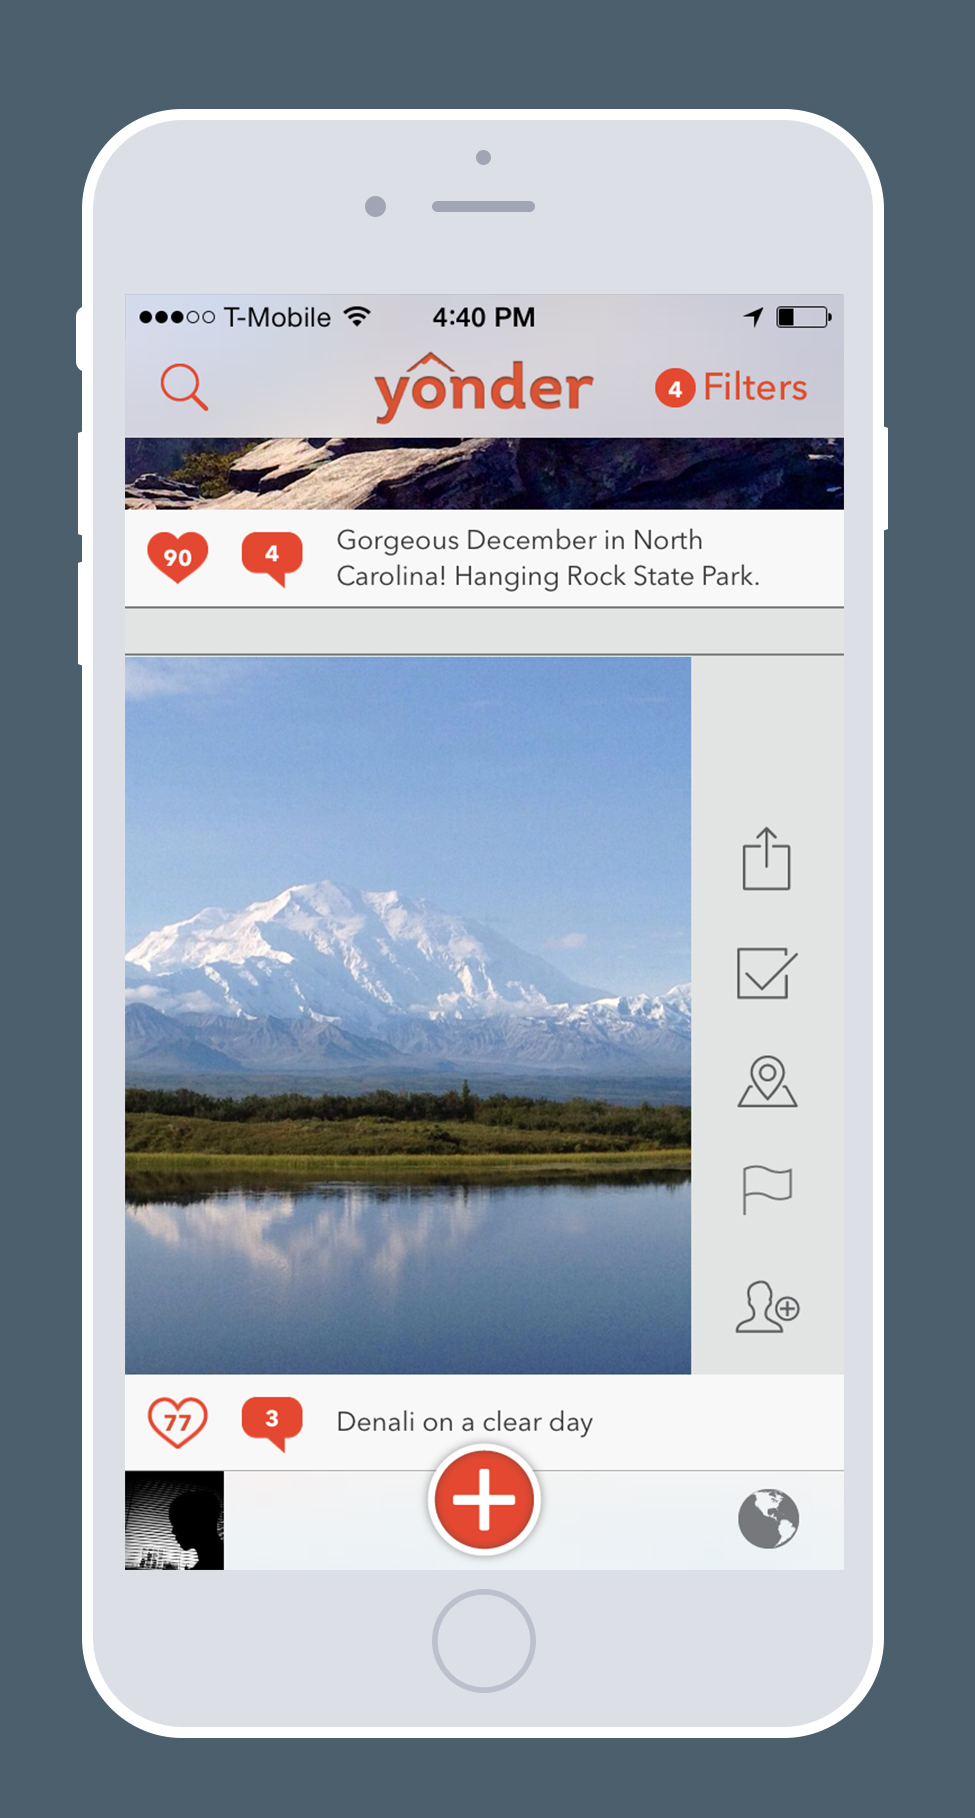 T-Mobile 4:40 PM
yonder 4 Filters
90 4 Gorgeous December in North
Carolina! Hanging Rock State Park.
77 3 Denali on a clear day